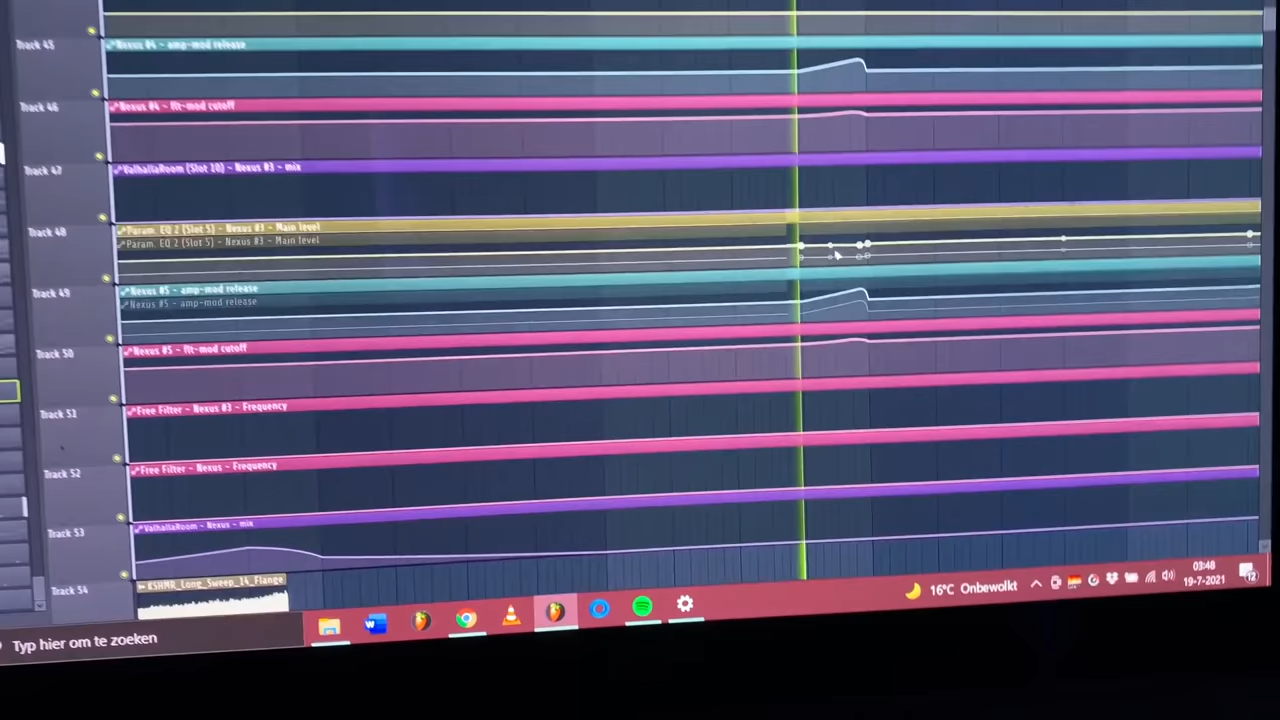 Track 45
Nexus #4 - amp-mod release
Track 46
Nexus #4 - flt-mod cutoff
Track 47
ValhallaRoom (Slot 10) - Nexus #3 - mix
Track 48
Param. EQ 2 (Slot 5) - Nexus #3 - Main level
Param. EQ 2 (Slot 5) - Nexus #3 - Main level
Track 49
Nexus #5 - amp-mod release
Nexus #5 - amp-mod release
Track 50
Nexus #5 - flt-mod cutoff
Track 51
Free Filter - Nexus #3 - Frequency
Track 52
Free Filter - Nexus - Frequency
Track 53
ValhallaRoom - Nexus - mix
Track 54
KSHMR_Long_Sweep_14_Flange
Typ hier om te zoeken
16°C Onbewolkt
03:48
19-7-2021
12